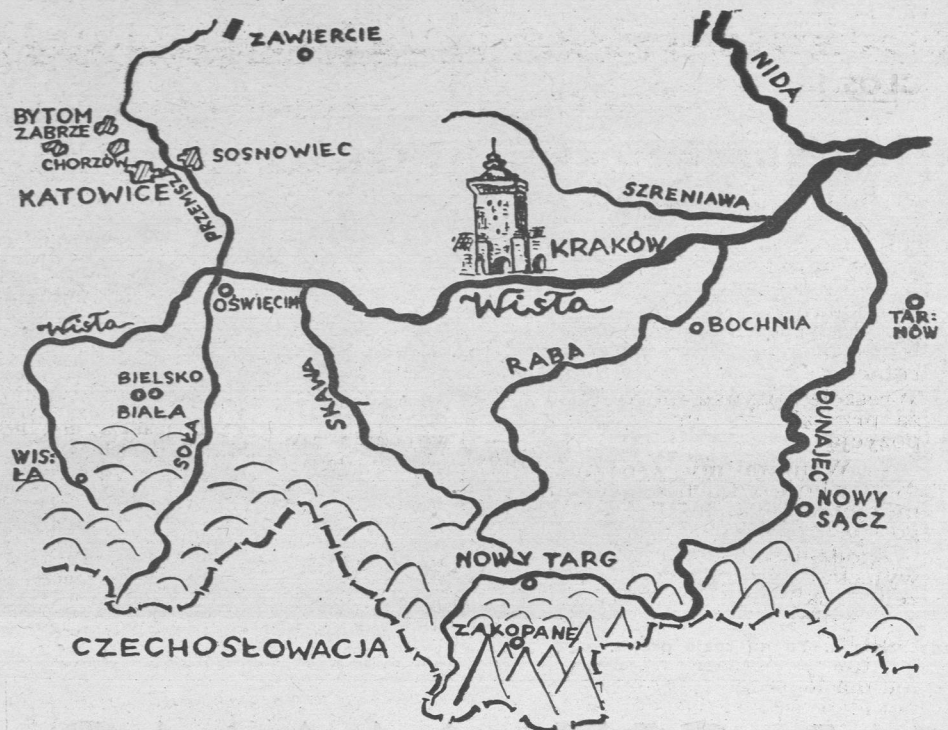 ZAWIERCIE
NIDA
BYTOM
ZABRZE
CHORZÓW
SOSNOWIEC
KATOWICE
PRZEMSZ
SZRENIAWA
KRAKÓW
OŚWIĘCIM
Wisła
Wisła
TAR=
NÓW
BOCHNIA
RABA
BIELSKO
BIAŁA
SKAWA
SOŁA
DUNAJEC
WIS=
ŁA
NOWY
SĄCZ
NOWY TARG
ZAKOPANE
CZECHOSŁOWACJA